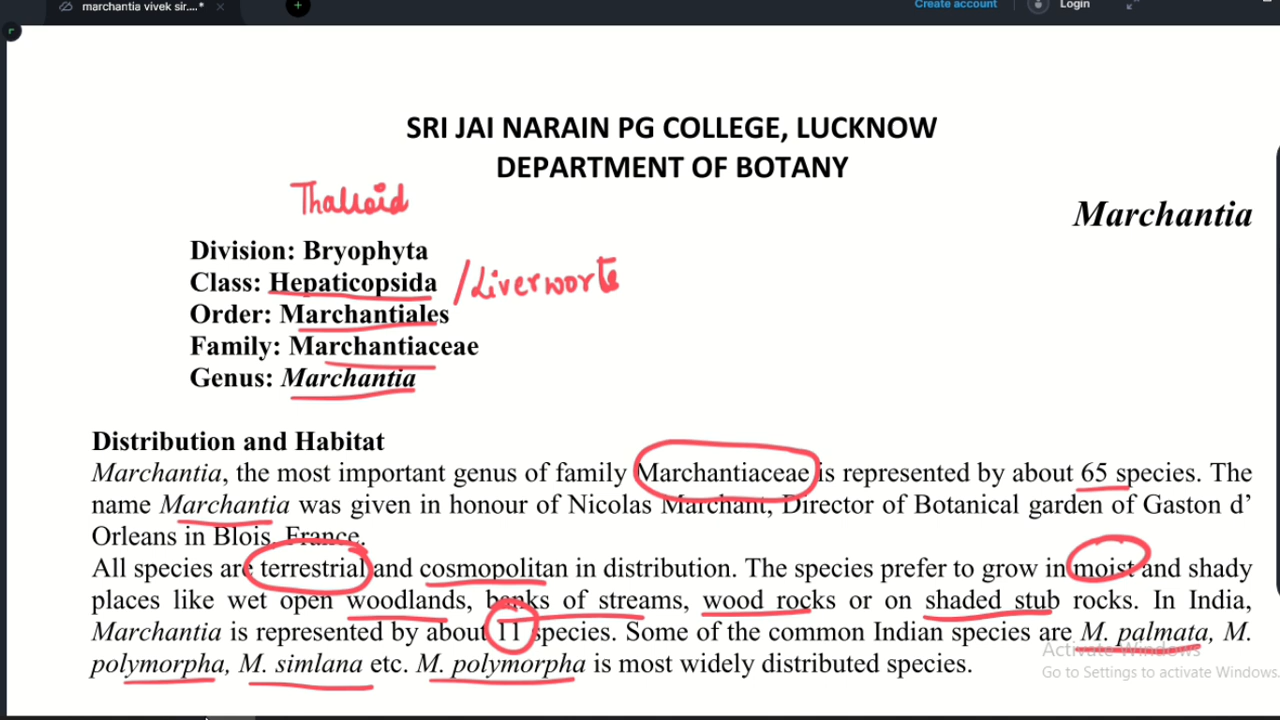 marchantia vivek sir....*
Create account
Login
SRI JAI NARAIN PG COLLEGE, LUCKNOW
DEPARTMENT OF BOTANY
Thalloid
Marchantia
Division: Bryophyta
Class: Hepaticopsida /Liverworts
Order: Marchantiales
Family: Marchantiaceae
Genus: Marchantia
Distribution and Habitat
Marchantia, the most important genus of family Marchantiaceae is represented by about 65 species. The
name Marchantia was given in honour of Nicolas Marchant, Director of Botanical garden of Gaston d’
Orleans in Blois, France.
All species are terrestrial and cosmopolitan in distribution. The species prefer to grow in moist and shady
places like wet open woodlands, banks of streams, wood rocks or on shaded stub rocks. In India,
Marchantia is represented by about 11 species. Some of the common Indian species are M. palmata, M.
polymorpha, M. simlana etc. M. polymorpha is most widely distributed species.
Activate Windows
Go to Settings to activate Windows.